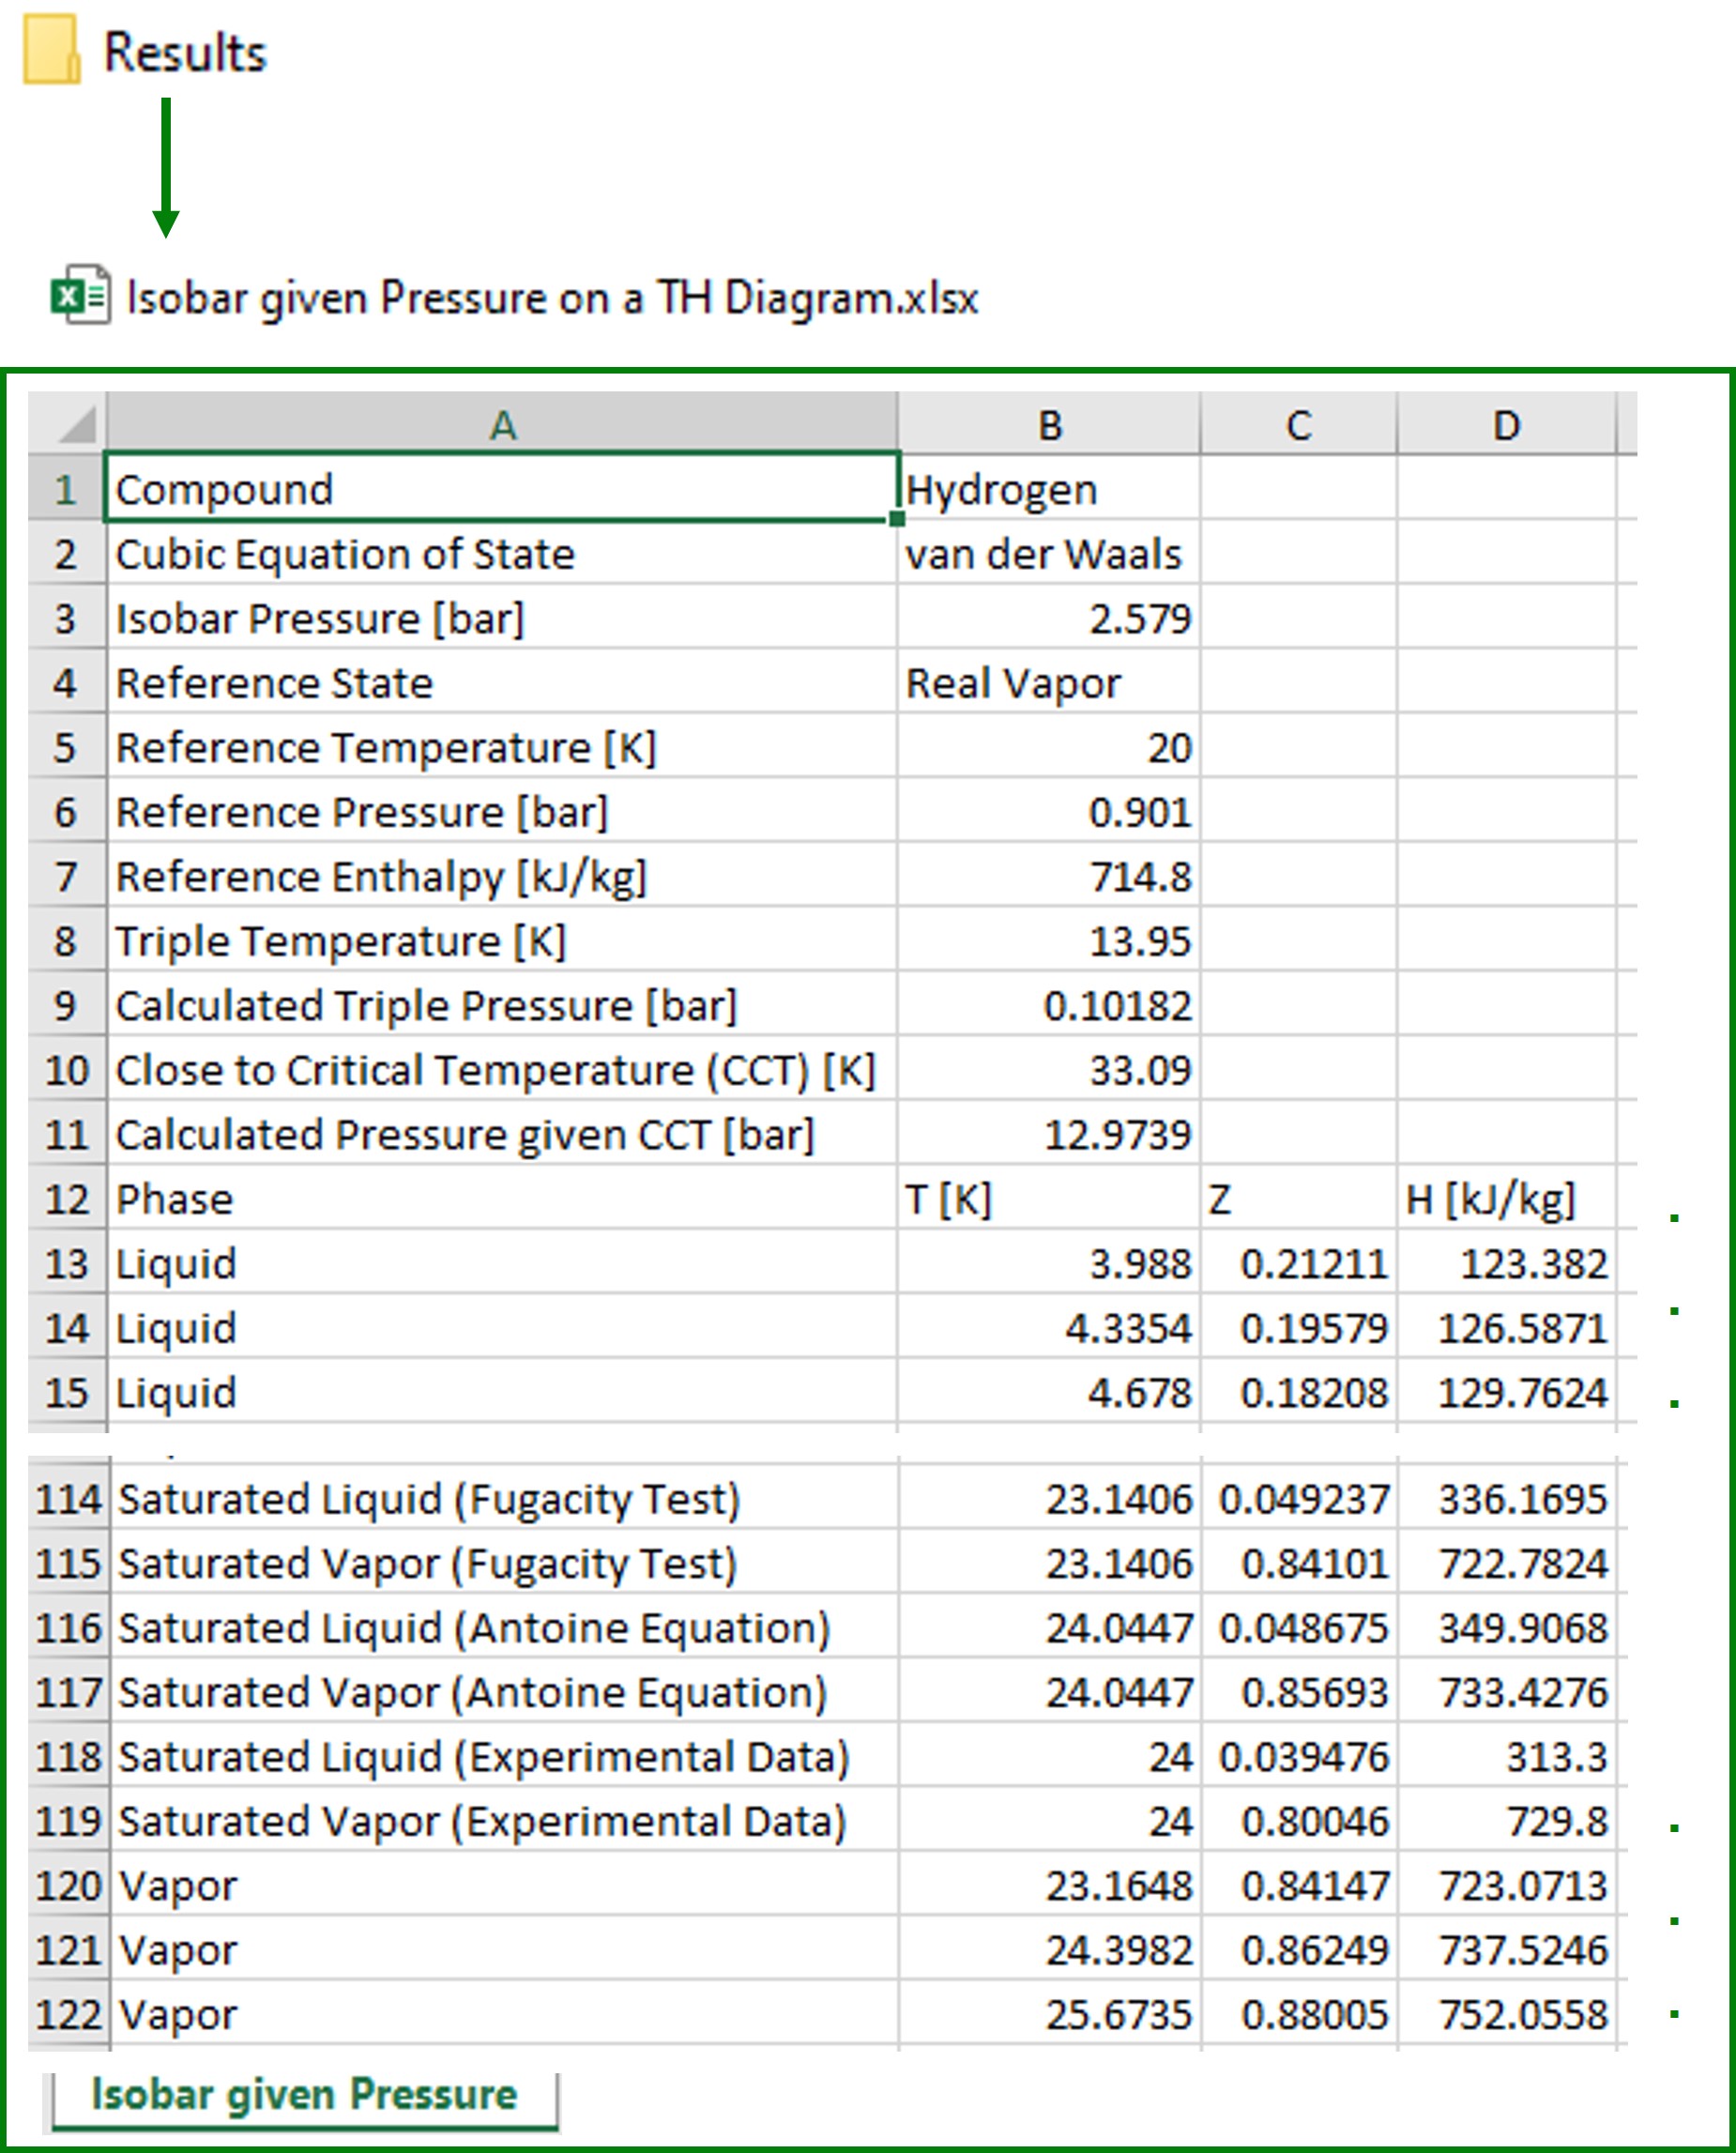 Results
Isobar given Pressure on a TH Diagram.xlsx
A B C D
1 Compound Hydrogen
2 Cubic Equation of State van der Waals
3 Isobar Pressure [bar] 2.579
4 Reference State Real Vapor
5 Reference Temperature [K] 20
6 Reference Pressure [bar] 0.901
7 Reference Enthalpy [kJ/kg] 714.8
8 Triple Temperature [K] 13.95
9 Calculated Triple Pressure [bar] 0.10182
10 Close to Critical Temperature (CCT) [K] 33.09
11 Calculated Pressure given CCT [bar] 12.9739
12 Phase T [K] Z H [kJ/kg]
13 Liquid 3.988 0.21211 123.382
14 Liquid 4.3354 0.19579 126.5871
15 Liquid 4.678 0.18208 129.7624
114 Saturated Liquid (Fugacity Test) 23.1406 0.049237 336.1695
115 Saturated Vapor (Fugacity Test) 23.1406 0.84101 722.7824
116 Saturated Liquid (Antoine Equation) 24.0447 0.048675 349.9068
117 Saturated Vapor (Antoine Equation) 24.0447 0.85693 733.4276
118 Saturated Liquid (Experimental Data) 24 0.039476 313.3
119 Saturated Vapor (Experimental Data) 24 0.80046 729.8
120 Vapor 23.1648 0.84147 723.0713
121 Vapor 24.3982 0.86249 737.5246
122 Vapor 25.6735 0.88005 752.0558
Isobar given Pressure